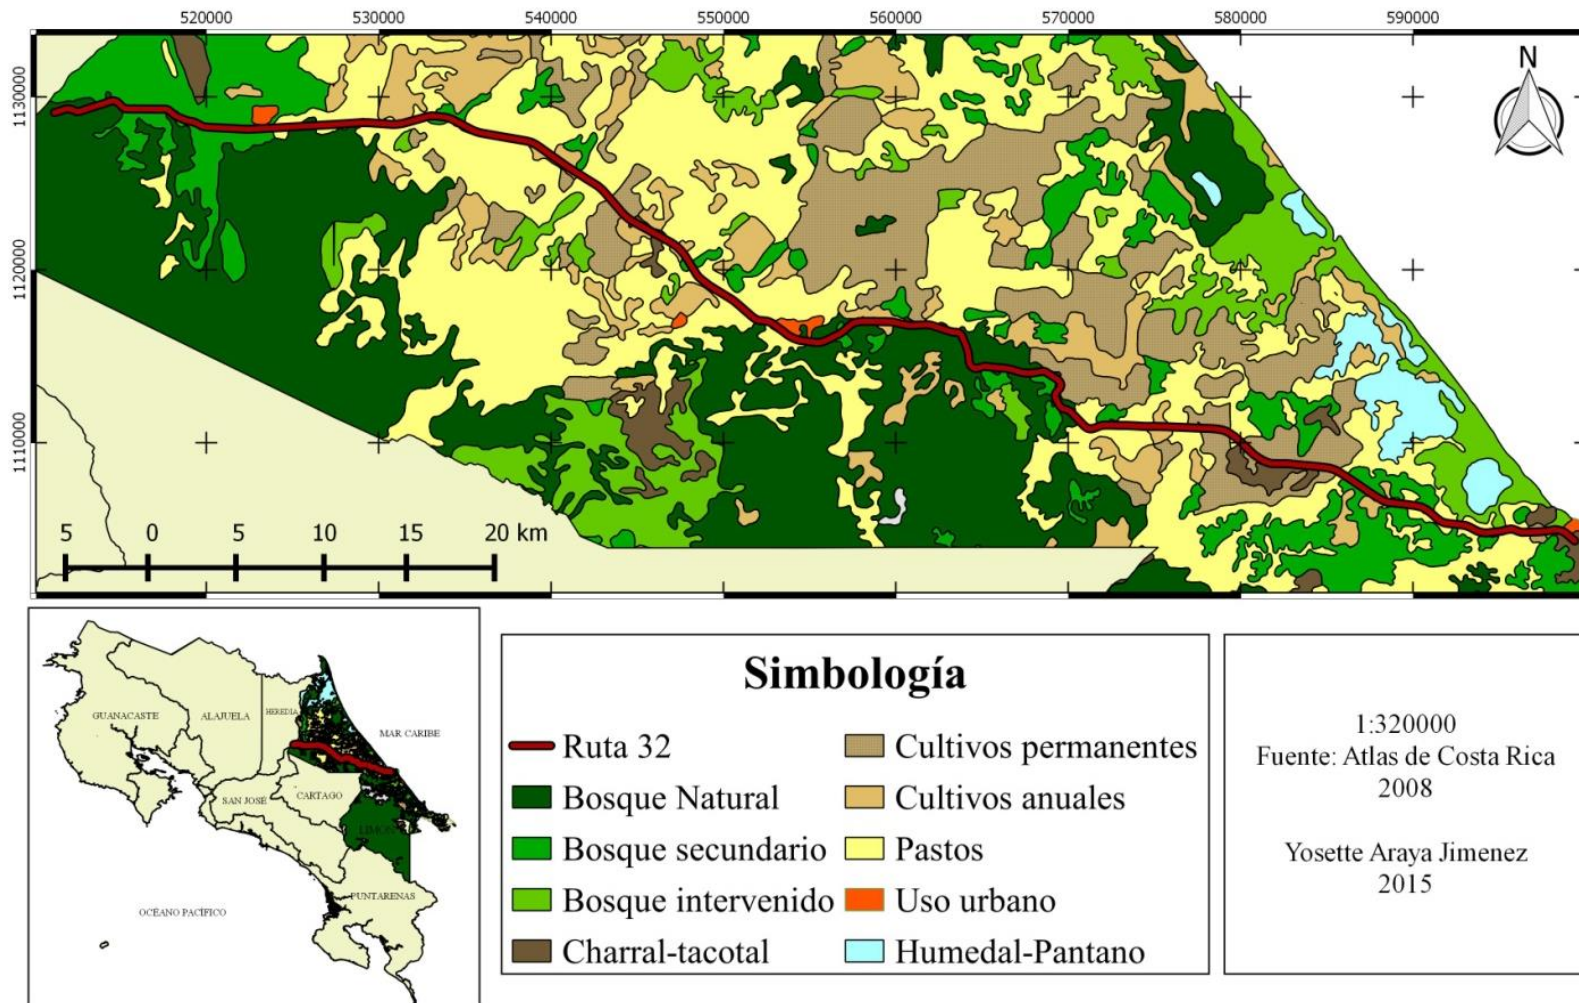 520000 530000 540000 550000 560000 570000 580000 590000
1130000
1120000
1110000
N
5 0 5 10 15 20 km
GUANACASTE
ALAJUELA
HEREDIA
MAR CARIBE
SAN JOSE
CARTAGO
LIMON
PUNTARENAS
OCÉANO PACÍFICO
Simbología
Ruta 32
Bosque Natural
Bosque secundario
Bosque intervenido
Charral-tacotal
Cultivos permanentes
Cultivos anuales
Pastos
Uso urbano
Humedal-Pantano
1:320000
Fuente: Atlas de Costa Rica
2008
Yosette Araya Jimenez
2015